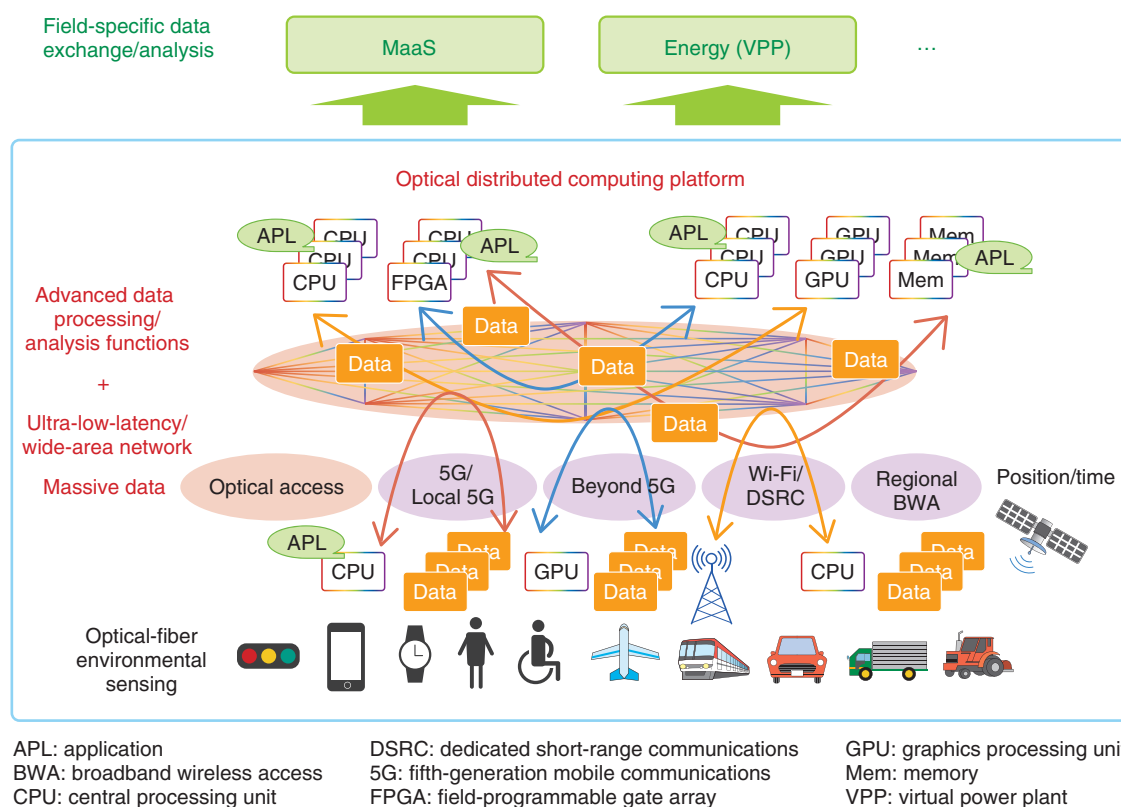 Field-specific data
exchange/analysis
MaaS
Energy (VPP)
...
Optical distributed computing platform
APL
CPU
CPU
CPU
CPU
CPU
FPGA
APL
APL
CPU
CPU
CPU
GPU
GPU
GPU
Mem
Mem
Mem
APL
Advanced data
processing/
analysis functions
+
Ultra-low-latency/
wide-area network
Massive data
Data
Data
Data
Data
Data
Optical access
5G/
Local 5G
Beyond 5G
Wi-Fi/
DSRC
Regional
BWA
Position/time
APL
CPU
Data
Data
Data
GPU
Data
Data
Data
CPU
Data
Data
Data
Optical-fiber
environmental
sensing
APL: application
BWA: broadband wireless access
CPU: central processing unit
DSRC: dedicated short-range communications
5G: fifth-generation mobile communications
FPGA: field-programmable gate array
GPU: graphics processing unit
Mem: memory
VPP: virtual power plant